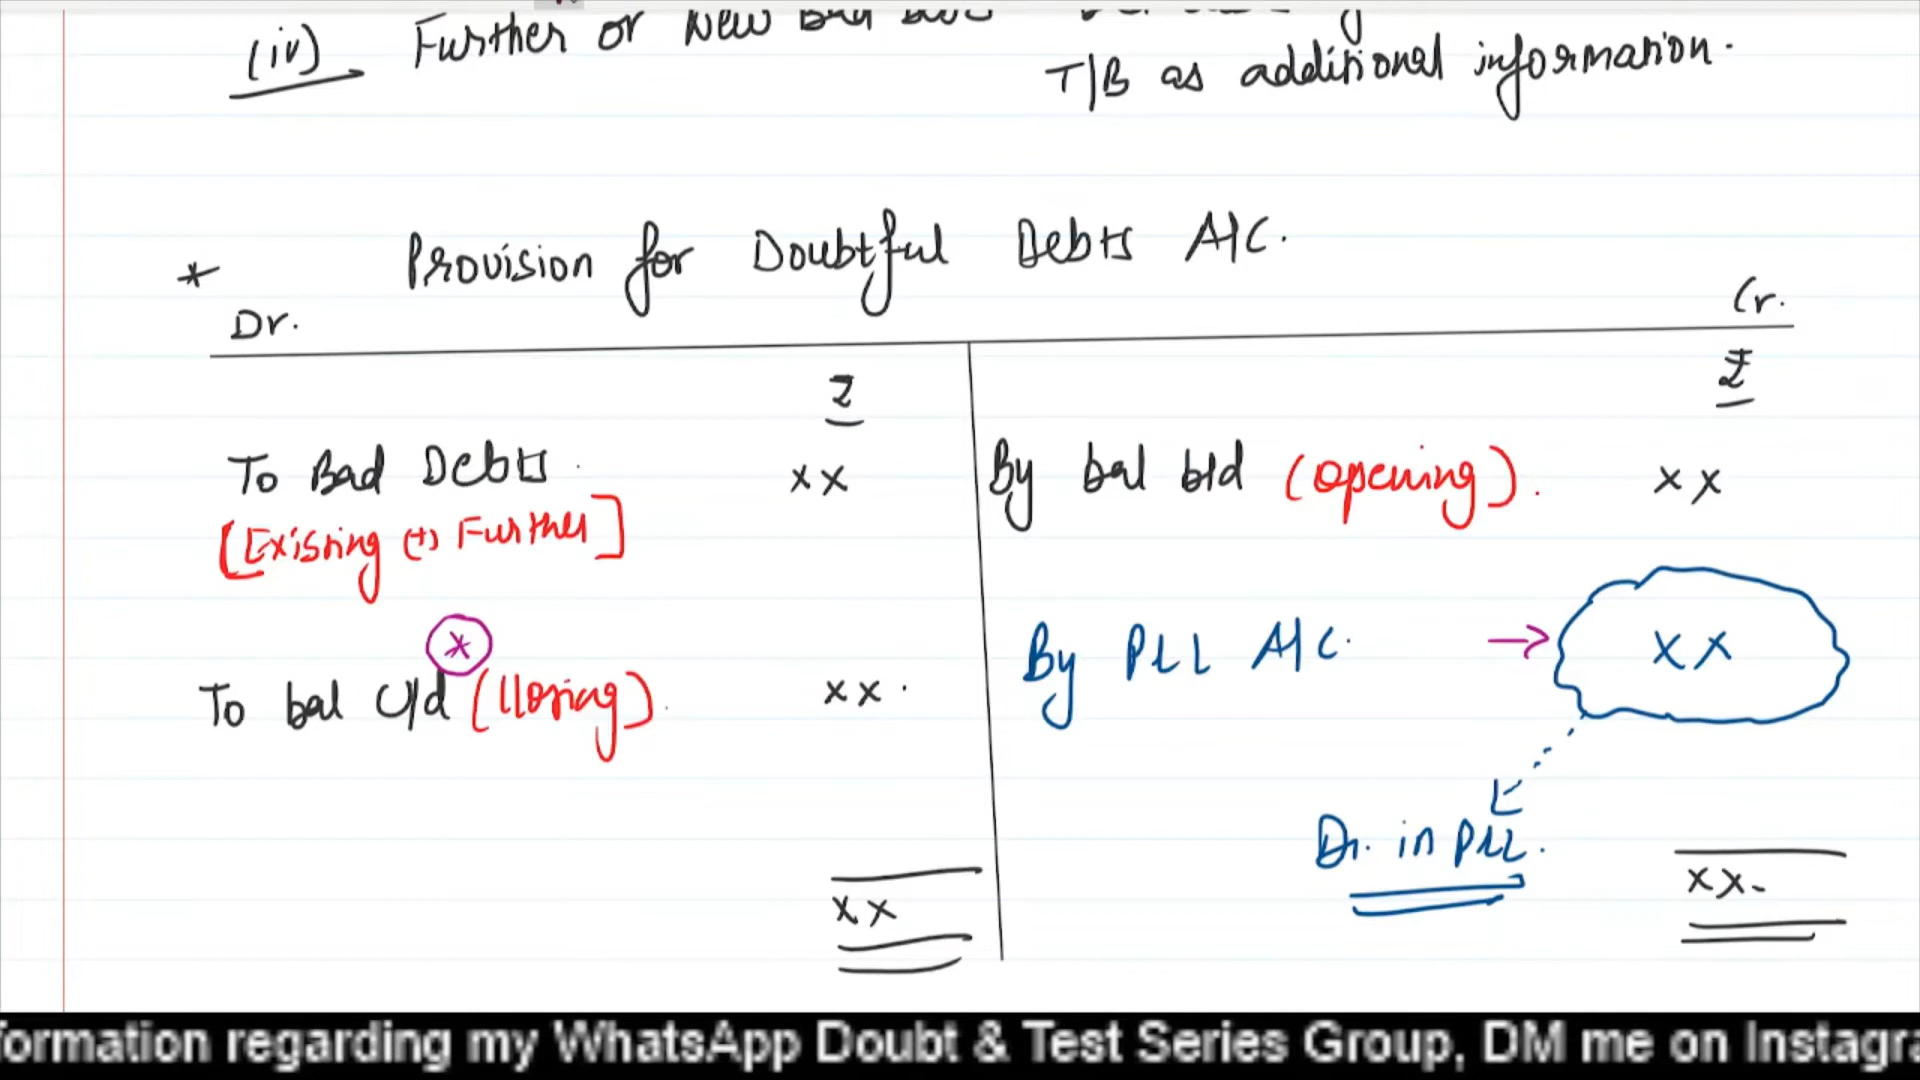 (iv) Further or New Bad
T/B as additional information.
* Provision for Doubtful Debts A/C.
Dr. Cr.
₹ ₹
To Bad Debts. xx By bal b/d (opening). xx
[Existing (+) Further]
*
To bal c/d (closing). xx. By P&L A/C. → xx
Dr. in P&L.
xx xx.
formation regarding my WhatsApp Doubt & Test Series Group, DM me on Instagra